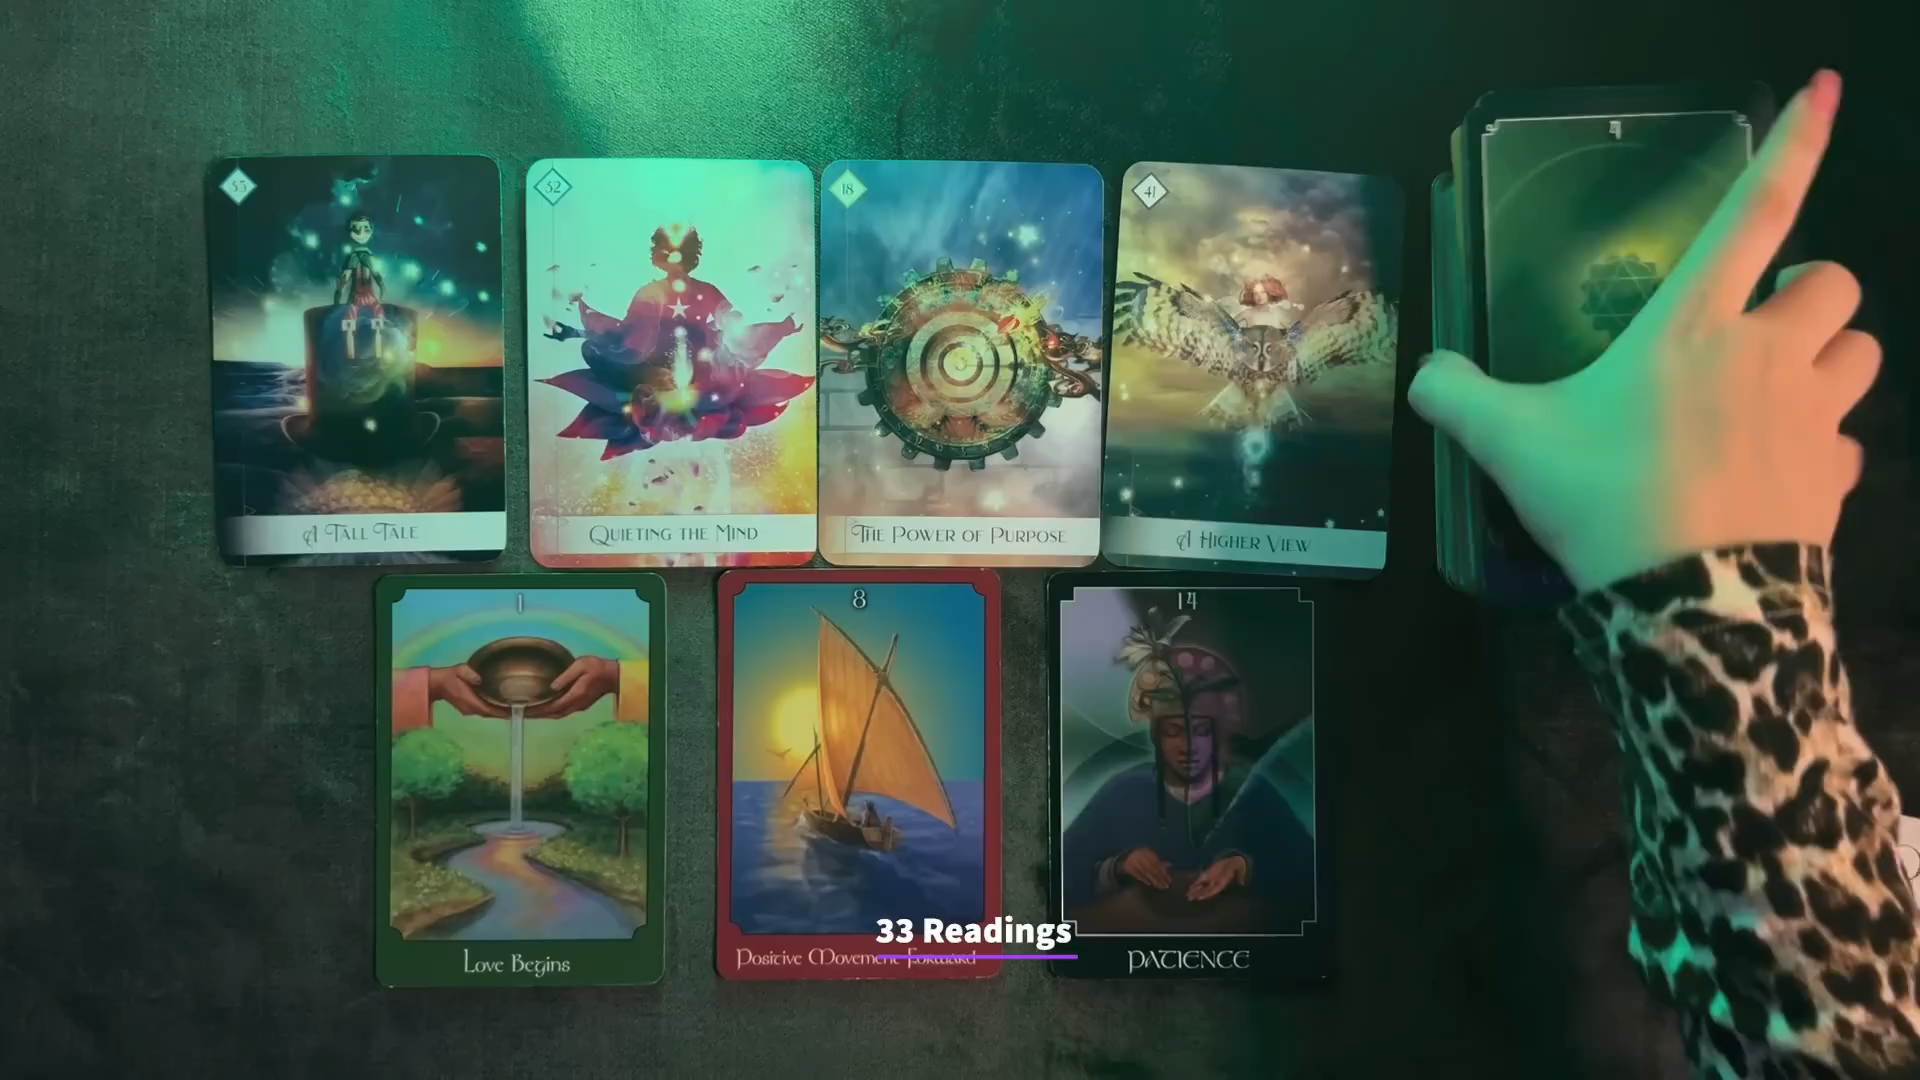 55
A Tall Tale
52
Quieting the Mind
18
The Power of Purpose
41
A Higher View
9
1
Love Begins
8
Positive Movement Forward
14
PATIENCE
33 Readings